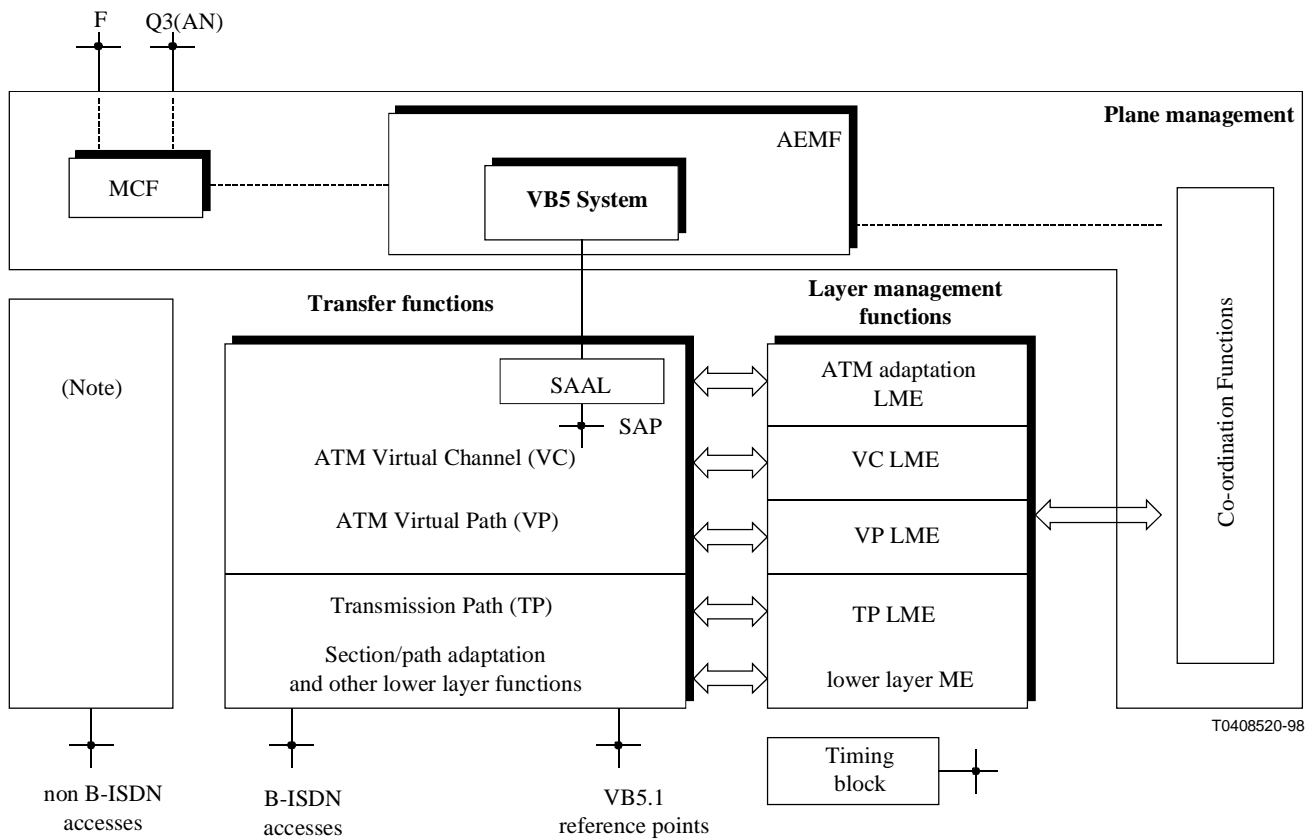 F
Q3(AN)
Plane management
AEMF
MCF
VB5 System
Transfer functions
Layer management
functions
(Note)
SAAL
SAP
ATM Virtual Channel (VC)
ATM Virtual Path (VP)
Transmission Path (TP)
Section/path adaptation
and other lower layer functions
ATM adaptation
LME
VC LME
VP LME
TP LME
lower layer ME
Co-ordination Functions
T0408520-98
non B-ISDN
accesses
B-ISDN
accesses
VB5.1
reference points
Timing
block